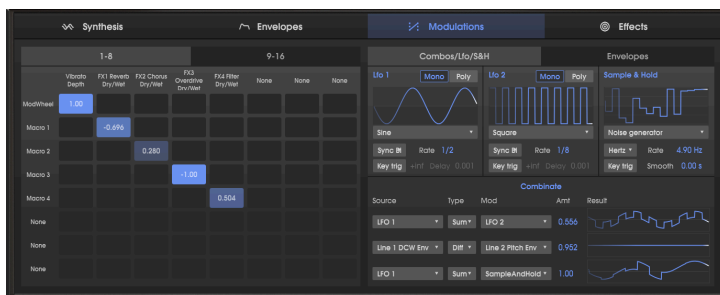 Synthesis
Envelopes
Modulations
Effects
1-8
9-16
Vibrato Depth
FX1 Reverb Dry/Wet
FX2 Chorus Dry/Wet
FX3 Overdrive Dry/Wet
FX4 Filter Dry/Wet
None
None
None
ModWheel
1.00
Macro 1
-0.696
Macro 2
0.280
Macro 3
-1.00
Macro 4
0.504
None
None
None
Combos/Lfo/S&H
Envelopes
Lfo 1
Mono
Poly
Sine
Sync
Rate
1/2
Key trig
+inf
Delay
0.001
Lfo 2
Mono
Poly
Square
Sync
Rate
1/8
Key trig
+inf
Delay
0.001
Sample & Hold
Noise generator
Hertz
Rate
4.90 Hz
Key trig
Smooth
0.00 s
Combinate
Source
Type
Mod
Amt
Result
LFO 1
Sum
LFO 2
0.556
Line 1 DCW Env
Diff
Line 2 Pitch Env
0.952
LFO 1
Sum
SampleAndHold
1.00